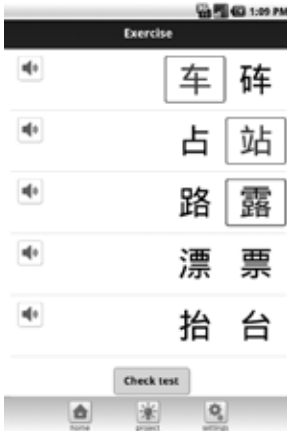 1:09 PM
Exercise
车 砗
占 站
路 露
漂 票
抬 台
Check test
home project settings